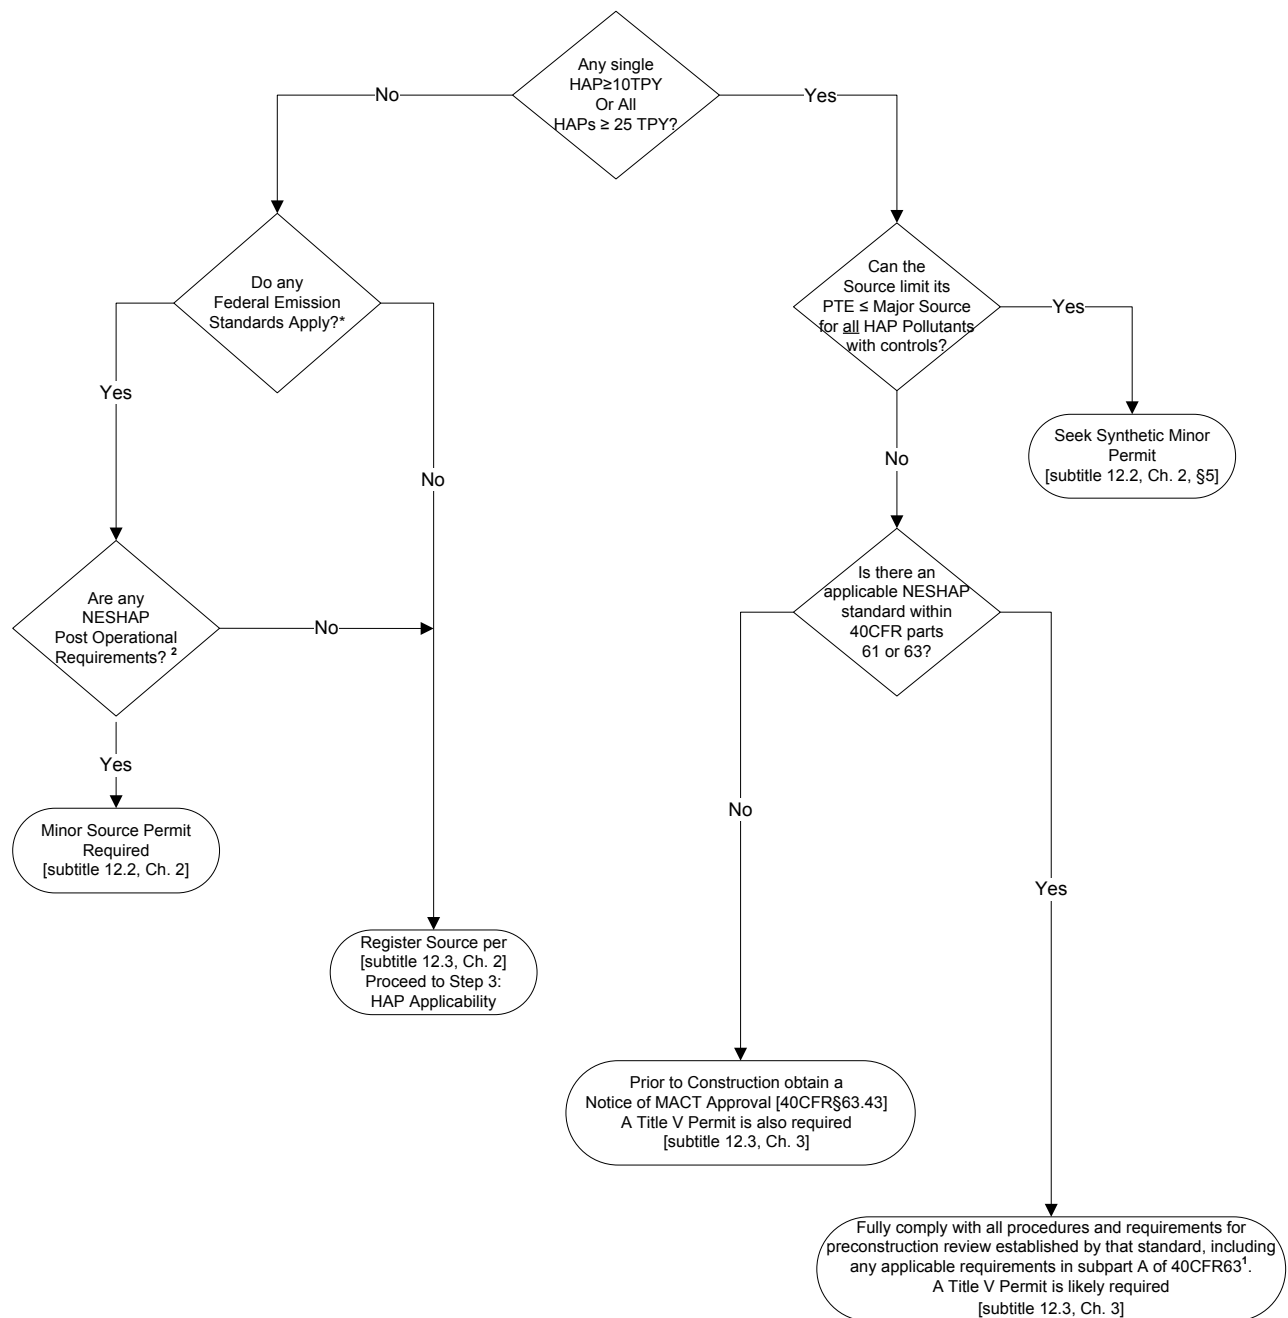 Any single
HAP≥10TPY
Or All
HAPs ≥ 25 TPY?
No
Yes
Do any
Federal Emission
Standards Apply?*
Can the
Source limit its
PTE ≤ Major Source
for all HAP Pollutants
with controls?
Yes
Yes
No
Seek Synthetic Minor
Permit
[subtitle 12.2, Ch. 2, §5]
No
Are any
NESHAP
Post Operational
Requirements? ²
No
Is there an
applicable NESHAP
standard within
40CFR parts
61 or 63?
Yes
No
Yes
Minor Source Permit
Required
[subtitle 12.2, Ch. 2]
Register Source per
[subtitle 12.3, Ch. 2]
Proceed to Step 3:
HAP Applicability
Prior to Construction obtain a
Notice of MACT Approval [40CFR§63.43]
A Title V Permit is also required
[subtitle 12.3, Ch. 3]
Fully comply with all procedures and requirements for
preconstruction review established by that standard, including
any applicable requirements in subpart A of 40CFR63¹.
A Title V Permit is likely required
[subtitle 12.3, Ch. 3]